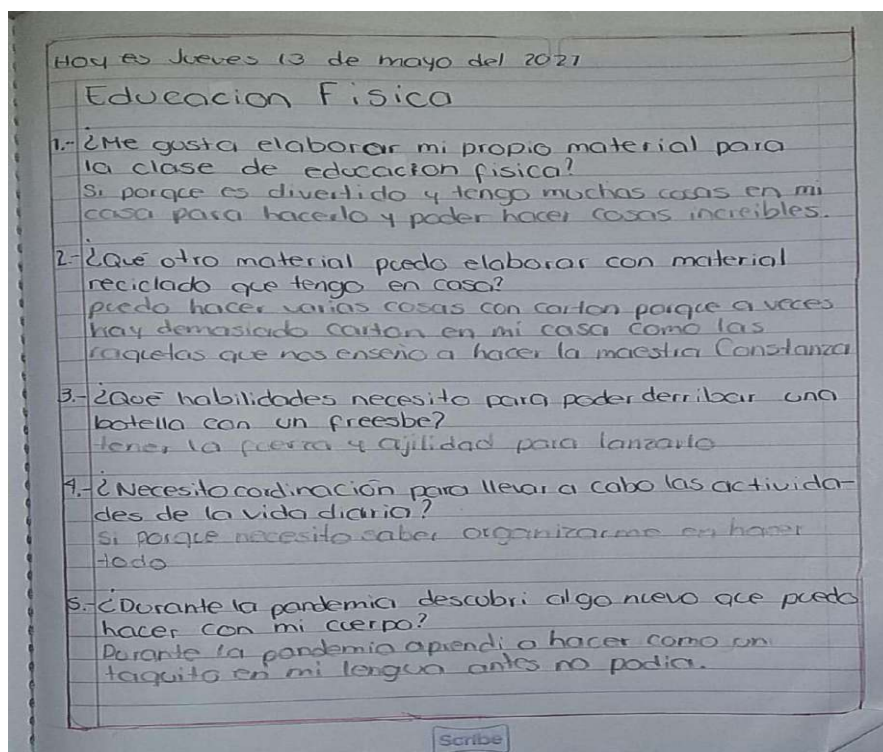 Hoy es Jueves 13 de mayo del 2021
Educacion Fisica
1.- ¿Me gusta elaborar mi propio material para
la clase de educacion fisica?
Si porqce es divertido y tengo muchas cosas en mi
casa para hacerlo y poder hacer cosas increibles.
2.- ¿Qué otro material pcedo elaborar con material
reciclado que tengo en casa?
pcedo hacer varias cosas con carton porqce a veces
hay demasiado carton en mi casa como las
raquetas que nos enseño a hacer la maestra Constanza
3.- ¿Qué habilidades necesito para poder derribar una
botella con un freesbe?
tener la fuerza y ajilidad para lanzarlo
4.- ¿Necesito cordinación para llevar a cabo las activida-
des de la vida diaria?
Si porqce necesito saber organizarme en hacer
todo
5.- ¿Durante la pandemia descubri algo nuevo qce puedo
hacer con mi cuerpo?
Durante la pandemia aprendi a hacer como un
taquito en mi lengua antes no podia.
Scribe